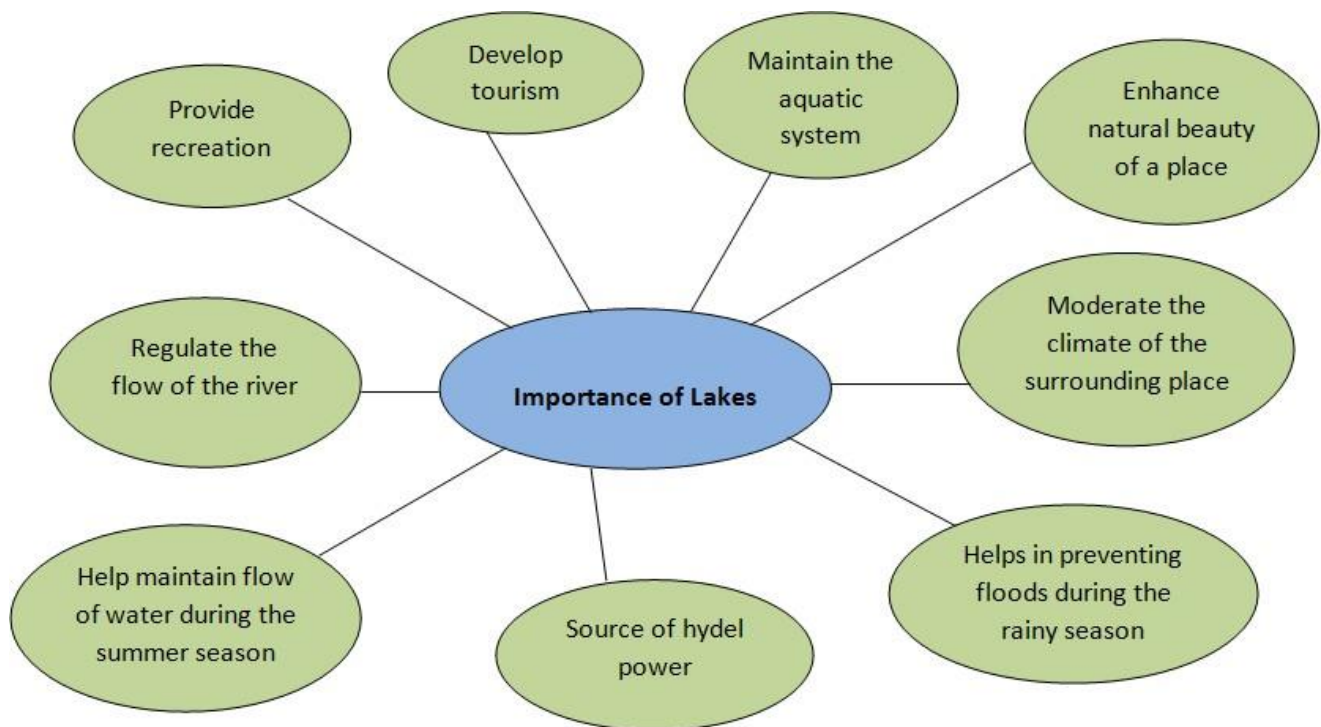 Provide
recreation
Develop
tourism
Maintain the
aquatic
system
Enhance
natural beauty
of a place
Regulate the
flow of the river
Importance of Lakes
Moderate the
climate of the
surrounding place
Help maintain flow
of water during the
summer season
Source of hydel
power
Helps in preventing
floods during the
rainy season